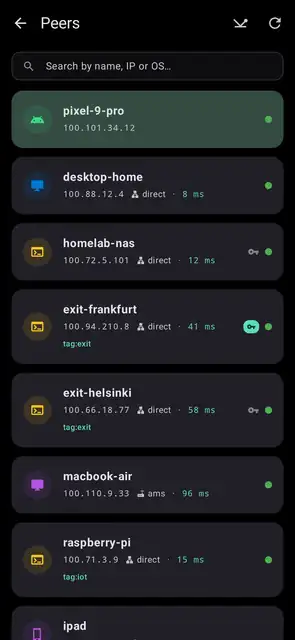 Peers
Search by name, IP or OS…
pixel-9-pro
100.101.34.12
desktop-home
100.88.12.4 direct · 8 ms
homelab-nas
100.72.5.101 direct · 12 ms
exit-frankfurt
100.94.210.8 direct · 41 ms
tag:exit
exit-helsinki
100.66.18.77 direct · 58 ms
tag:exit
macbook-air
100.110.9.33 ams · 96 ms
raspberry-pi
100.71.3.9 direct · 15 ms
tag:iot
ipad